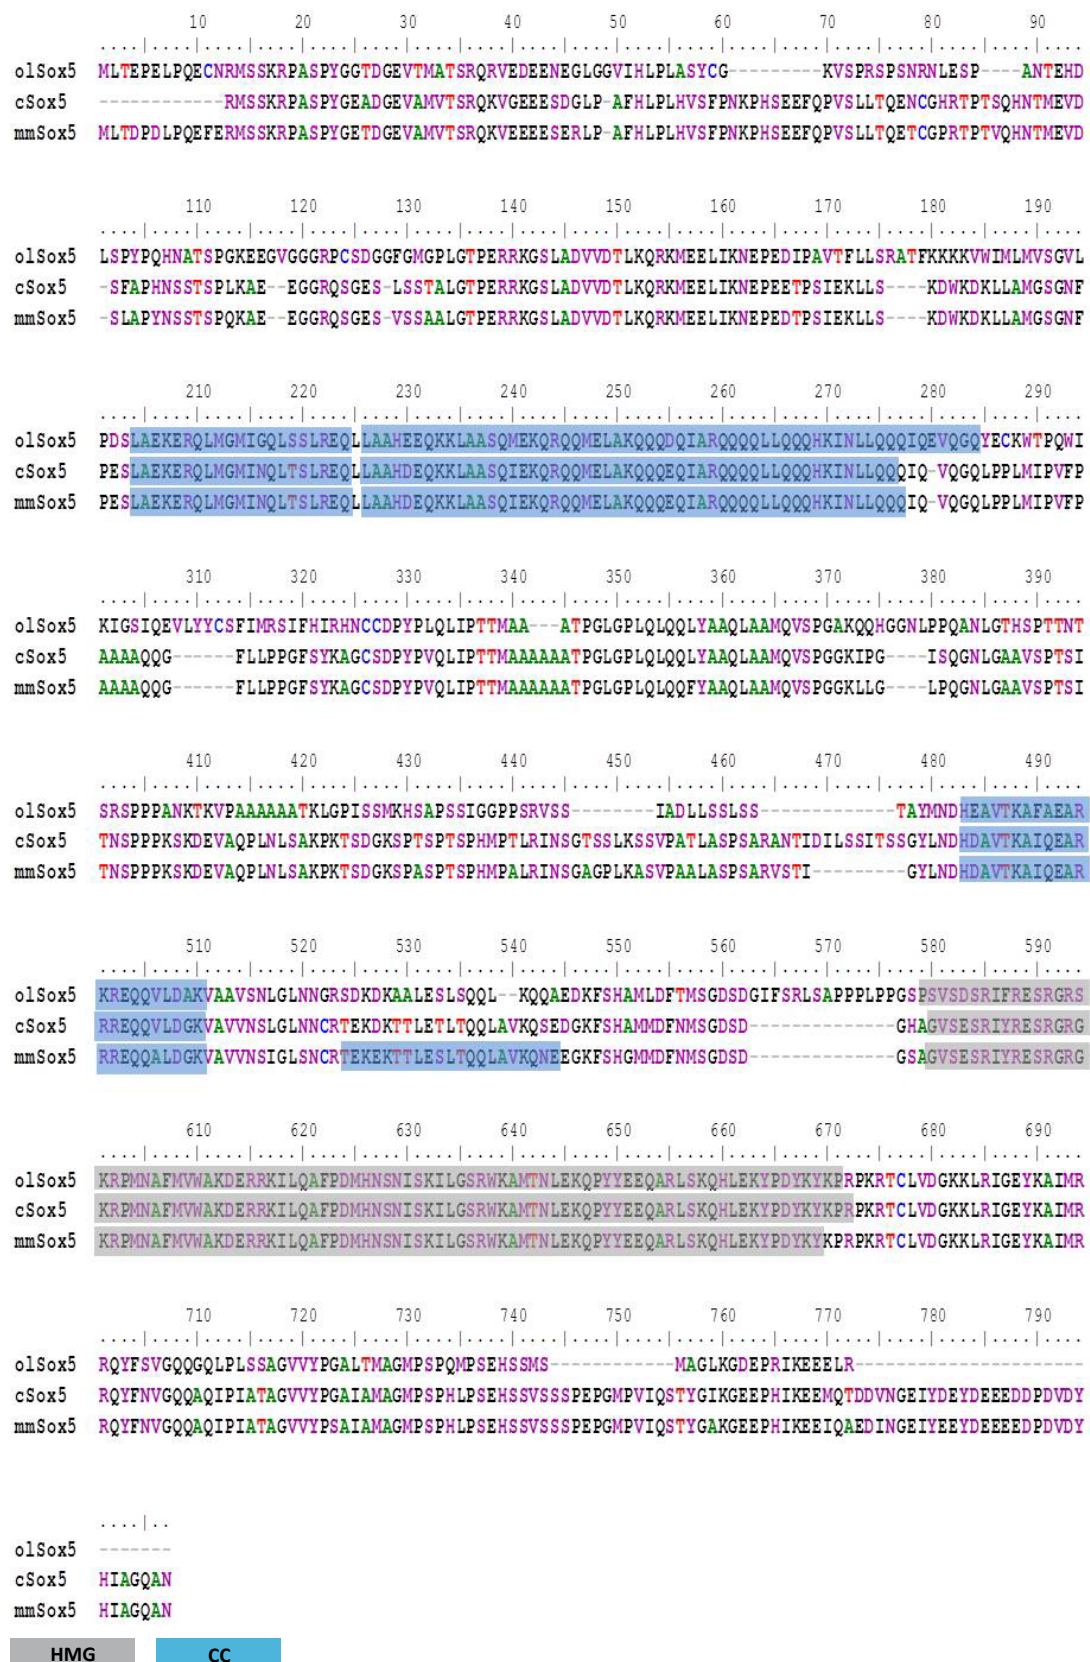 10 20 30 40 50 60 70 80 90
....|....|....|....|....|....|....|....|....|....|....|....|....|....|....|....|....|....|....
olSox5 MLTEPELPQECNRMSSKRPASPYGGTDGEVTMATSRQRVEDEENEGLGGVIHLPLASYCG---------KVSPRSPSNRNLESP----ANTEHD
cSox5 ------------RMSSKRPASPYGEADGEVAMVTSRQKVGEEESDGLP-AFHLPLHVSFPNKPHSEEFQPVSLLTQENCGHRTPTSQHNTMEVD
mmSox5 MLTDPDLPQEFERMSSKRPASPYGETDGEVAMVTSRQKVEEEESERLP-AFHLPLHVSFPNKPHSEEFQPVSLLTQETCGPRTPTVQHNTMEVD
110 120 130 140 150 160 170 180 190
....|....|....|....|....|....|....|....|....|....|....|....|....|....|....|....|....|....|....
olSox5 LSPYPQHNATSPGKEEGVGGGRPCSDGGFGMGPLGTPERRKGSLADVVDTLKQRKMEELIKNEPEDIPAVTFLLSRATFKKKKVWIMLMVSGVL
cSox5 -SFAPHNSSTSPLKAE--EGGRQSGES-LSSTALGTPERRKGSLADVVDTLKQRKMEELIKNEPEETPSIEKLLS----KDWKDKLLAMGSGNF
mmSox5 -SLAPYNSSTSPQKAE--EGGRQSGES-VSSAALGTPERRKGSLADVVDTLKQRKMEELIKNEPEDTPSIEKLLS----KDWKDKLLAMGSGNF
210 220 230 240 250 260 270 280 290
....|....|....|....|....|....|....|....|....|....|....|....|....|....|....|....|....|....|....
olSox5 PDSLAEKERQLMGMIGQLSSLREQLLAAHEEQKKLAASQMEKQRQQMELAKQQQDQIARQQQQLLQQQHKINLLQQQIQEVQGQYECKWTPQWI
cSox5 PESLAEKERQLMGMINQLTSLREQLLAAHDEQKKLAASQIEKQRQQMELAKQQQEQIARQQQQLLQQQHKINLLQQQIQ-VQGQLPPLMIPVFP
mmSox5 PESLAEKERQLMGMINQLTSLREQLLAAHDEQKKLAASQIEKQRQQMELAKQQQEQIARQQQQLLQQQHKINLLQQQIQ-VQGQLPPLMIPVFP
310 320 330 340 350 360 370 380 390
....|....|....|....|....|....|....|....|....|....|....|....|....|....|....|....|....|....|....
olSox5 KIGSIQEVLYYCSFIMRSIFHIRHNCCDPYPLQLIPTTMAA---ATPGLGPLQLQQLYAAQLAAMQVSPGAKQQHGGNLPPQANLGTHSPTTNT
cSox5 AAAAQQG------FLLPPGFSYKAGCSDPYPVQLIPTTMAAAAAATPGLGPLQLQQLYAAQLAAMQVSPGGKIPG----ISQGNLGAAVSPTSI
mmSox5 AAAAQQG------FLLPPGFSYKAGCSDPYPVQLIPTTMAAAAAATPGLGPLQLQQFYAAQLAAMQVSPGGKLLG----LPQGNLGAAVSPTSI
410 420 430 440 450 460 470 480 490
....|....|....|....|....|....|....|....|....|....|....|....|....|....|....|....|....|....|....
olSox5 SRSPPPANKTKVPAAAAAATKLGPISSMKHSAPSSIGGPPSRVSS--------IADLLSSLSS-------------TAYMNDHEAVTKAFAEAR
cSox5 TNSPPPKSKDEVAQPLNLSAKPKTSDGKSPTSPTSPHMPTLRINSGTSSLKSSVPATLASPSARANTIDILSSITSSGYLNDHDAVTKAIQEAR
mmSox5 TNSPPPKSKDEVAQPLNLSAKPKTSDGKSPASPTSPHMPALRINSGAGPLKASVPAALASPSARVSTI---------GYLNDHDAVTKAIQEAR
510 520 530 540 550 560 570 580 590
....|....|....|....|....|....|....|....|....|....|....|....|....|....|....|....|....|....|....
olSox5 KREQQVLDAKVAAVSNLGLNNGRSDKDKAALESLSQQL--KQQAEDKFSHAMLDFTMSGDSDGIFSRLSAPPPLPPGSPSVSDSRIFRESRGRS
cSox5 RREQQVLDGKVAVVNSLGLNNCRTEKDKTTLETLTQQLAVKQSEDGKFSHAMMDFNMSGDSD--------------GHAGVSESRIYRESRGRG
mmSox5 RREQQALDGKVAVVNSIGLSNCRTEKEKTTLESLTQQLAVKQNEEGKFSHGMMDFNMSGDSD--------------GSAGVSESRIYRESRGRG
610 620 630 640 650 660 670 680 690
....|....|....|....|....|....|....|....|....|....|....|....|....|....|....|....|....|....|....
olSox5 KRPMNAFMVWAKDERRKILQAFPDMHNSNISKILGSRWKAMTNLEKQPYYEEQARLSKQHLEKYPDYKYKPRPKRTCLVDGKKLRIGEYKAIMR
cSox5 KRPMNAFMVWAKDERRKILQAFPDMHNSNISKILGSRWKAMTNLEKQPYYEEQARLSKQHLEKYPDYKYKPRPKRTCLVDGKKLRIGEYKAIMR
mmSox5 KRPMNAFMVWAKDERRKILQAFPDMHNSNISKILGSRWKAMTNLEKQPYYEEQARLSKQHLEKYPDYKYKPRPKRTCLVDGKKLRIGEYKAIMR
710 720 730 740 750 760 770 780 790
....|....|....|....|....|....|....|....|....|....|....|....|....|....|....|....|....|....|....
olSox5 RQYFSVGQQGQLPLSSAGVVYPGALTMAGMPSPQMPSEHSSMS------------MAGLKGDEPRIKEEELR----------------------
cSox5 RQYFNVGQQAQIPIATAGVVYPGAIAMAGMPSPHLPSEHSSVSSSPEPGMPVIQSTYGIKGEEPHIKEEMQTDDVNGEIYDEYDEEEDDPDVDY
mmSox5 RQYFNVGQQAQIPIATAGVVYPSAIAMAGMPSPHLPSEHSSVSSSPEPGMPVIQSTYGAKGEEPHIKEEIQAEDINGEIYEEYDEEEEDPDVDY
....|..
olSox5 -------
cSox5 HIAGQAN
mmSox5 HIAGQAN
HMG CC